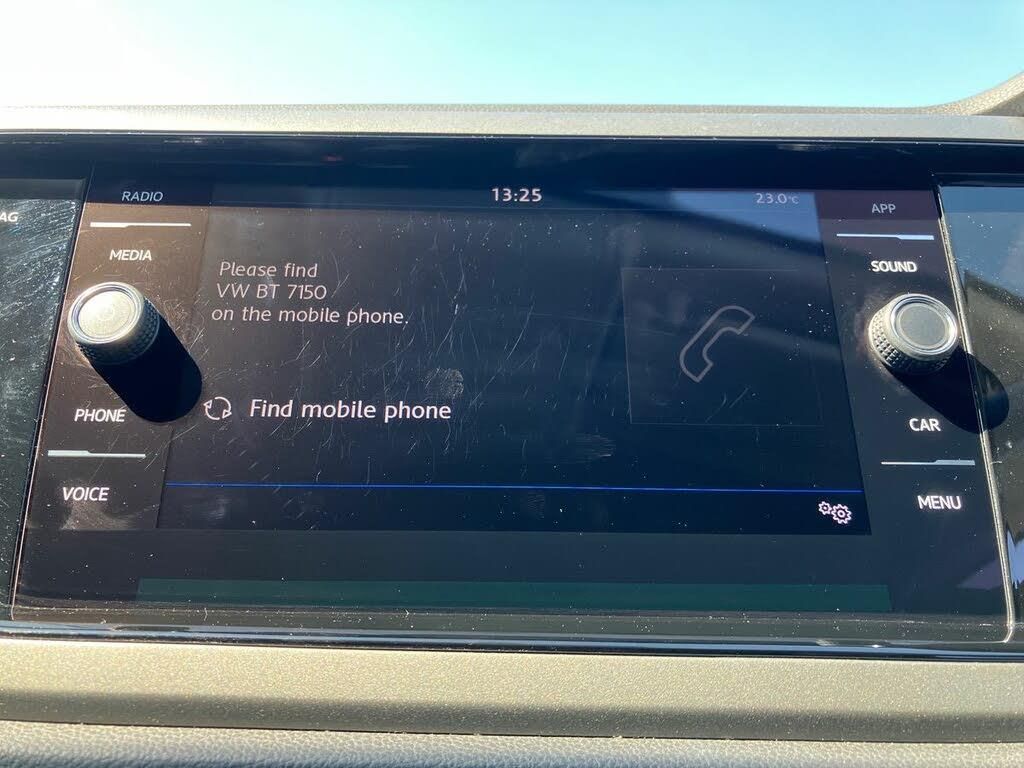 AG
RADIO
13:25
23.0°C
APP
MEDIA
SOUND
Please find
VW BT 7150
on the mobile phone.
Find mobile phone
PHONE
CAR
VOICE
MENU